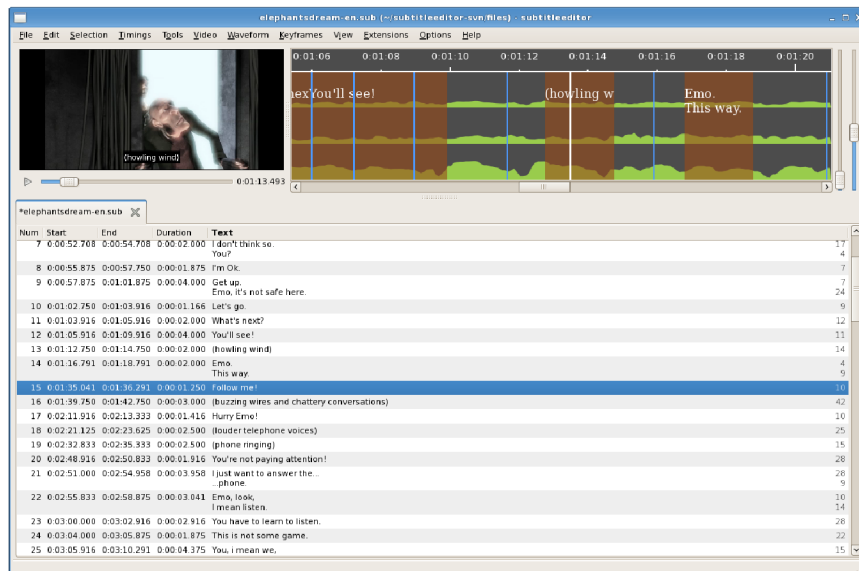 elephantsdream-en.sub (~/subtitleeditor-svn/files) - subtitleeditor
File Edit Selection Timings Tools Video Waveform Keyframes View Extensions Options Help
0:01:06 0:01:08 0:01:10 0:01:12 0:01:14 0:01:16 0:01:18 0:01:20
nex You'll see! (howling w Emo.
This way.
(howling wind)
0:01:13.493
*elephantsdream-en.sub
Num Start End Duration Text
7 0:00:52.708 0:00:54.708 0:00:02.000 I don't think so. 17
You? 4
8 0:00:55.875 0:00:57.750 0:00:01.875 I'm Ok. 7
9 0:00:57.875 0:01:01.875 0:00:04.000 Get up. 7
Emo, it's not safe here. 24
10 0:01:02.750 0:01:03.916 0:00:01.166 Let's go. 9
11 0:01:03.916 0:01:05.916 0:00:02.000 What's next? 12
12 0:01:05.916 0:01:09.916 0:00:04.000 You'll see! 11
13 0:01:12.750 0:01:14.750 0:00:02.000 (howling wind) 14
14 0:01:16.791 0:01:18.791 0:00:02.000 Emo. 4
This way. 9
15 0:01:35.041 0:01:36.291 0:00:01.250 Follow me! 10
16 0:01:39.750 0:01:42.750 0:00:03.000 (buzzing wires and chattery conversations) 42
17 0:02:11.916 0:02:13.333 0:00:01.416 Hurry Emo! 10
18 0:02:21.125 0:02:23.625 0:00:02.500 (louder telephone voices) 25
19 0:02:32.833 0:02:35.333 0:00:02.500 (phone ringing) 15
20 0:02:48.916 0:02:50.833 0:00:01.916 You're not paying attention! 28
21 0:02:51.000 0:02:54.958 0:00:03.958 I just want to answer the... 28
...phone. 9
22 0:02:55.833 0:02:58.875 0:00:03.041 Emo, look, 10
I mean listen. 14
23 0:03:00.000 0:03:02.916 0:00:02.916 You have to learn to listen. 28
24 0:03:04.000 0:03:05.875 0:00:01.875 This is not some game. 22
25 0:03:05.916 0:03:10.291 0:00:04.375 You, i mean we, 15